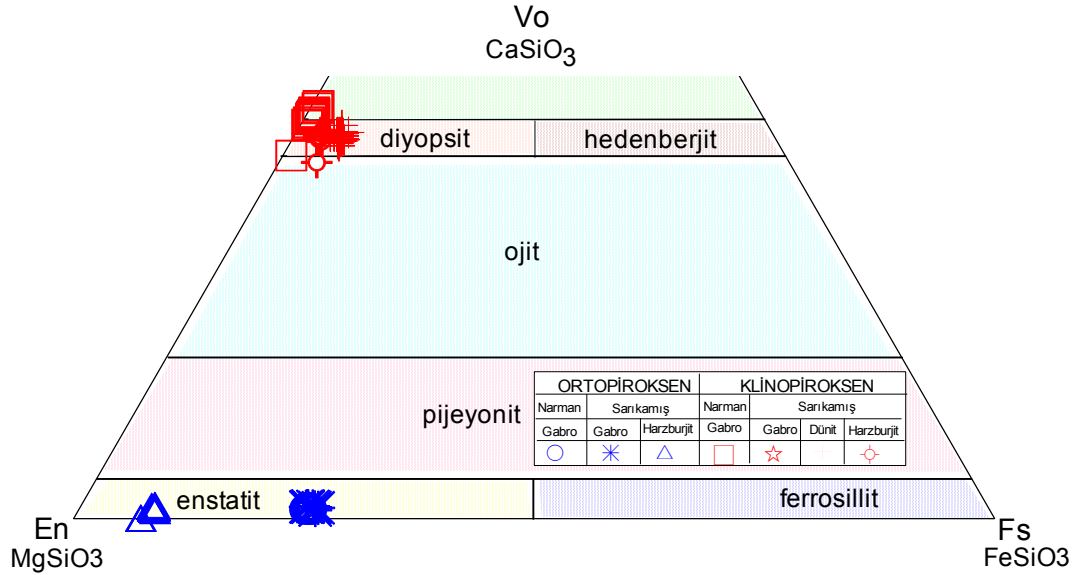 Vo
CaSiO3
diyopsit hedenberjit
ojit
pijeyonit
ORTOPİROKSEN KLİNOPİROKSEN
Narman Sarıkamış Narman Sarıkamış
Gabro Gabro Harzburjit Gabro Gabro Dünit Harzburjit
enstatit ferrosillit
En Fs
MgSiO3 FeSiO3